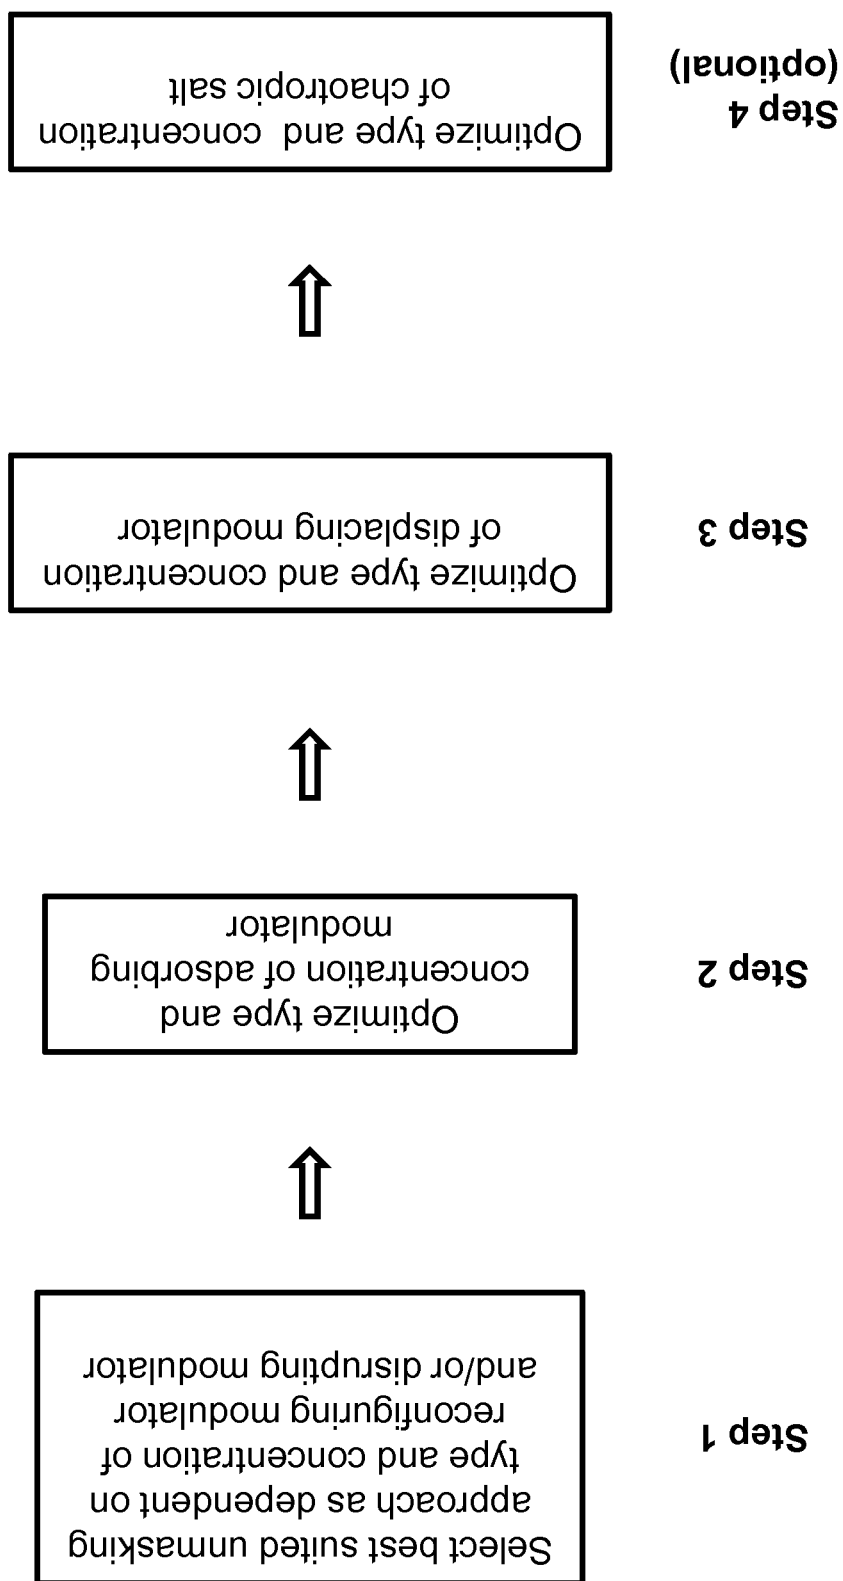 Step 1
Select best suited unmasking
approach as dependent on
type and concentration of
reconfiguring modulator
and/or disrupting modulator
Step 2
Optimize type and
concentration of adsorbing
modulator
Step 3
Optimize type and concentration
of displacing modulator
Step 4
(optional)
Optimize type and concentration
of chaotropic salt